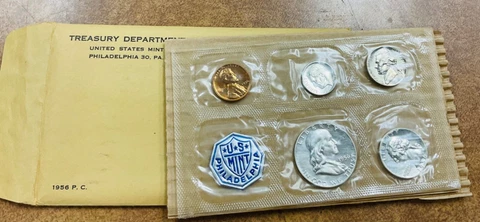 TREASURY DEPARTMENT
UNITED STATES MINT
PHILADELPHIA 30, PA.
U★S
MINT
PHILADELPHIA
1956 P. C.